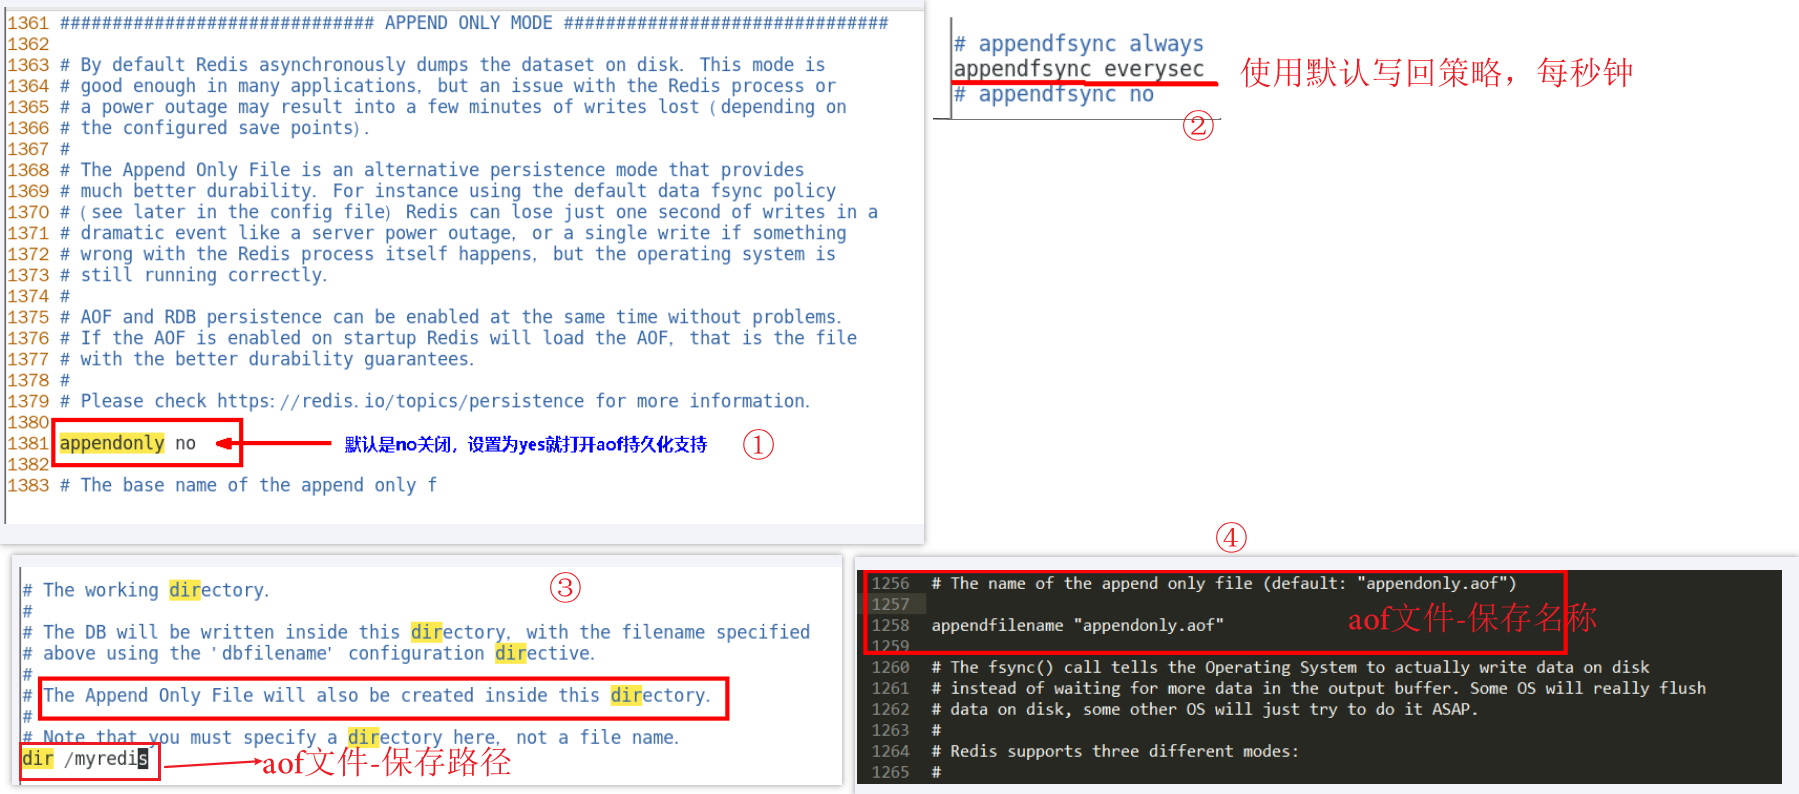 1361 ############################## APPEND ONLY MODE ###############################
1362
1363 # By default Redis asynchronously dumps the dataset on disk. This mode is
1364 # good enough in many applications, but an issue with the Redis process or
1365 # a power outage may result into a few minutes of writes lost (depending on
1366 # the configured save points).
1367 #
1368 # The Append Only File is an alternative persistence mode that provides
1369 # much better durability. For instance using the default data fsync policy
1370 # (see later in the config file) Redis can lose just one second of writes in a
1371 # dramatic event like a server power outage, or a single write if something
1372 # wrong with the Redis process itself happens, but the operating system is
1373 # still running correctly.
1374 #
1375 # AOF and RDB persistence can be enabled at the same time without problems.
1376 # If the AOF is enabled on startup Redis will load the AOF, that is the file
1377 # with the better durability guarantees.
1378 #
1379 # Please check https://redis.io/topics/persistence for more information.
1380
1381 appendonly no 默认是no关闭，设置为yes就打开aof持久化支持 ①
1382
1383 # The base name of the append only f
# appendfsync always
appendfsync everysec 使用默认写回策略，每秒钟
# appendfsync no
②
③
# The working directory.
#
# The DB will be written inside this directory, with the filename specified
# above using the 'dbfilename' configuration directive.
#
# The Append Only File will also be created inside this directory.
#
# Note that you must specify a directory here, not a file name.
dir /myredis aof文件-保存路径
④
1256 # The name of the append only file (default: "appendonly.aof")
1257
1258 appendfilename "appendonly.aof" aof文件-保存名称
1259
1260 # The fsync() call tells the Operating System to actually write data on disk
1261 # instead of waiting for more data in the output buffer. Some OS will really flush
1262 # data on disk, some other OS will just try to do it ASAP.
1263 #
1264 # Redis supports three different modes:
1265 #